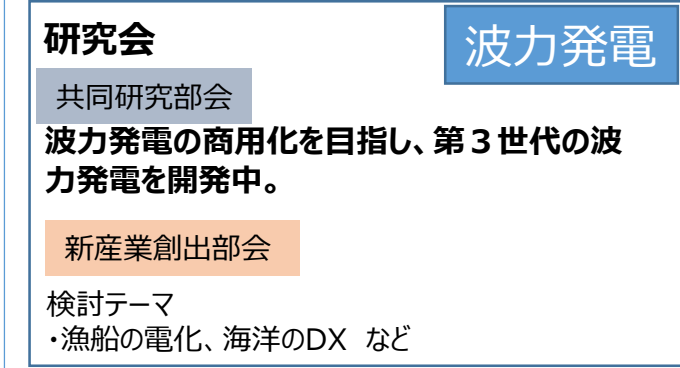 研究会
波力発電
共同研究部会
波力発電の商用化を目指し、第３世代の波
力発電を開発中。
新産業創出部会
検討テーマ
・漁船の電化、海洋のDX など